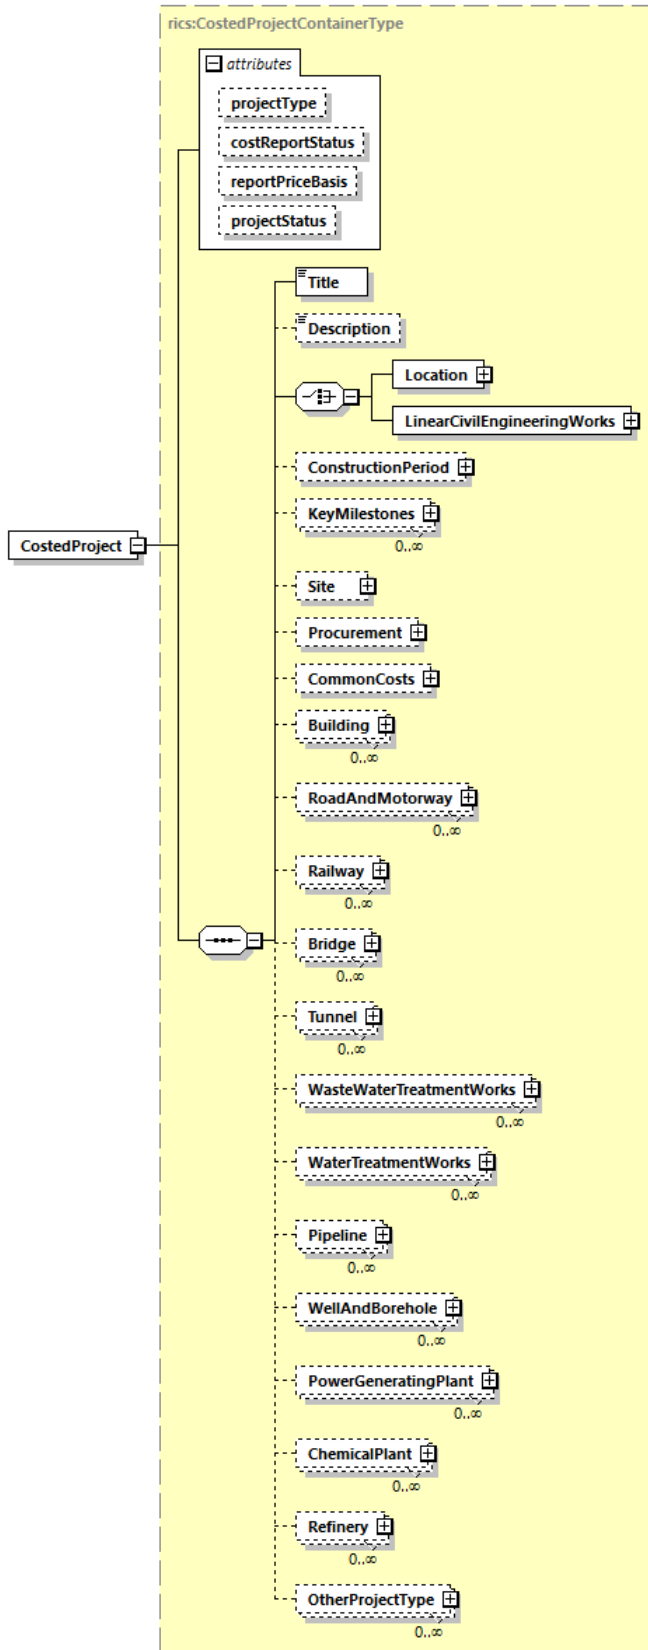 rics:CostedProjectContainerType
attributes
projectType
costReportStatus
reportPriceBasis
projectStatus
Title
Description
Location
LinearCivilEngineeringWorks
ConstructionPeriod
KeyMilestones
0..∞
CostedProject
Site
Procurement
CommonCosts
Building
0..∞
RoadAndMotorway
0..∞
Railway
0..∞
Bridge
0..∞
Tunnel
0..∞
WasteWaterTreatmentWorks
0..∞
WaterTreatmentWorks
0..∞
Pipeline
0..∞
WellAndBorehole
0..∞
PowerGeneratingPlant
0..∞
ChemicalPlant
0..∞
Refinery
0..∞
OtherProjectType
0..∞